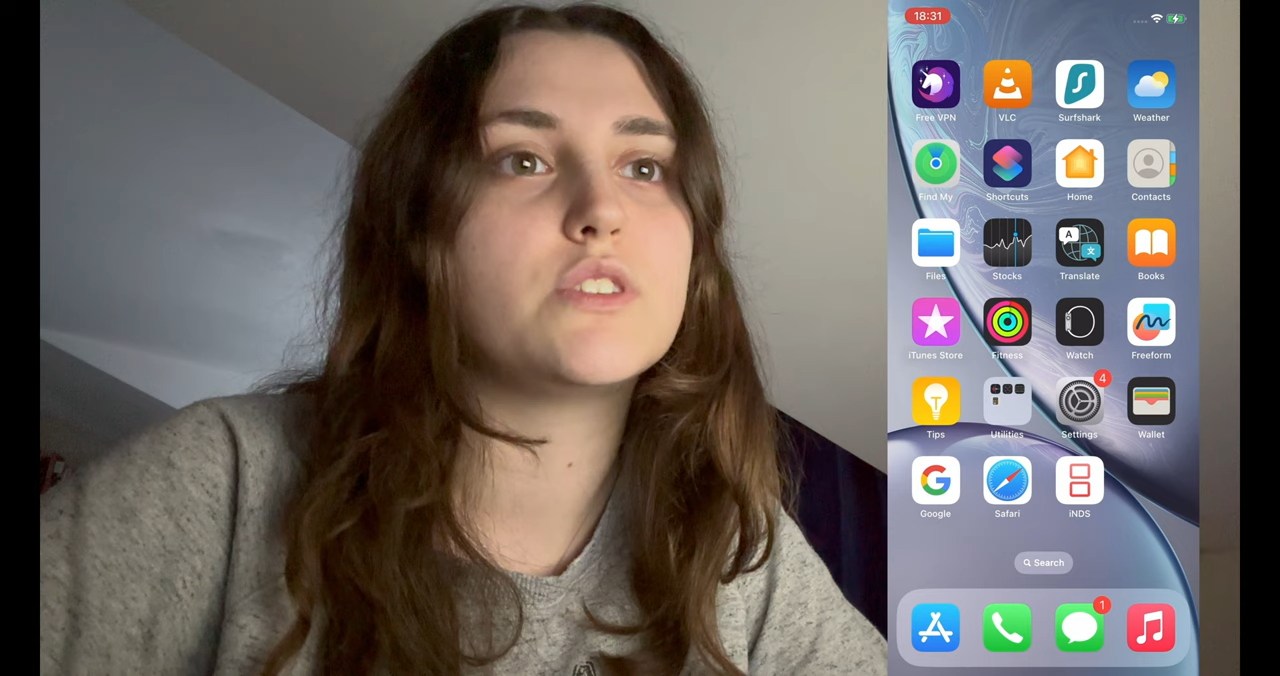 18:31
Free VPN VLC Surfshark Weather
Find My Shortcuts Home Contacts
A
文
Files Stocks Translate Books
iTunes Store Fitness Watch Freeform
4
Tips Utilities Settings Wallet
G
Google Safari iNDS
Search
1